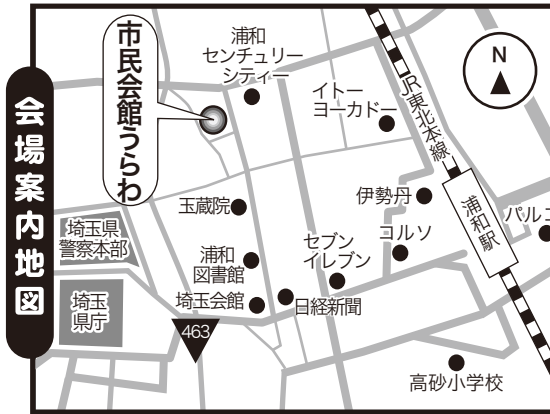 会場案内地図
市民会館うらわ
浦和
センチュリー
シティー
イトー
ヨーカドー
JR東北本線
N
玉蔵院
伊勢丹
浦和駅
パルコ
埼玉県
警察本部
浦和
図書館
セブン
イレブン
コルソ
埼玉
県庁
埼玉会館
日経新聞
463
高砂小学校